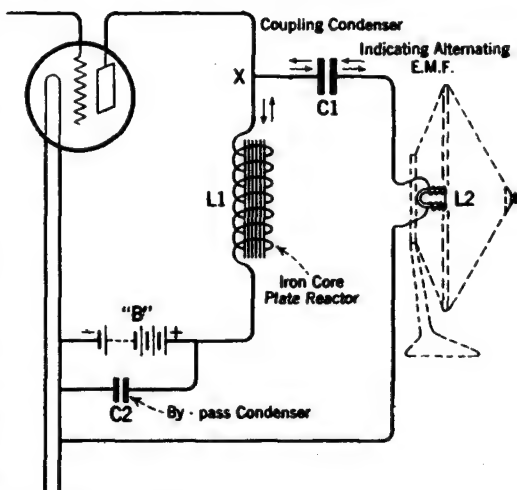 Coupling Condenser
Indicating Alternating
E.M.F.
X
C1
L1
L2
Iron Core
Plate Reactor
"B"
- +
C2
By-pass Condenser